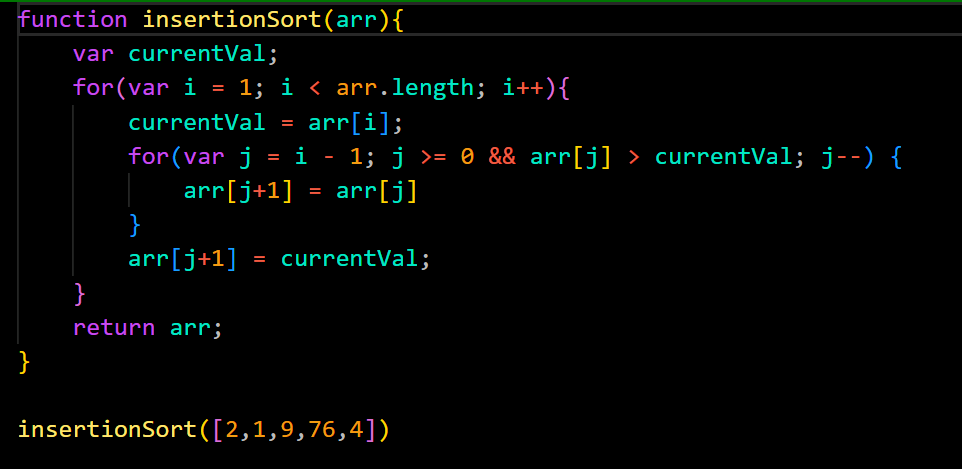 function insertionSort(arr){
    var currentVal;
    for(var i = 1; i < arr.length; i++){
        currentVal = arr[i];
        for(var j = i - 1; j >= 0 && arr[j] > currentVal; j--) {
            arr[j+1] = arr[j]
        }
        arr[j+1] = currentVal;
    }
    return arr;
}

insertionSort([2,1,9,76,4])